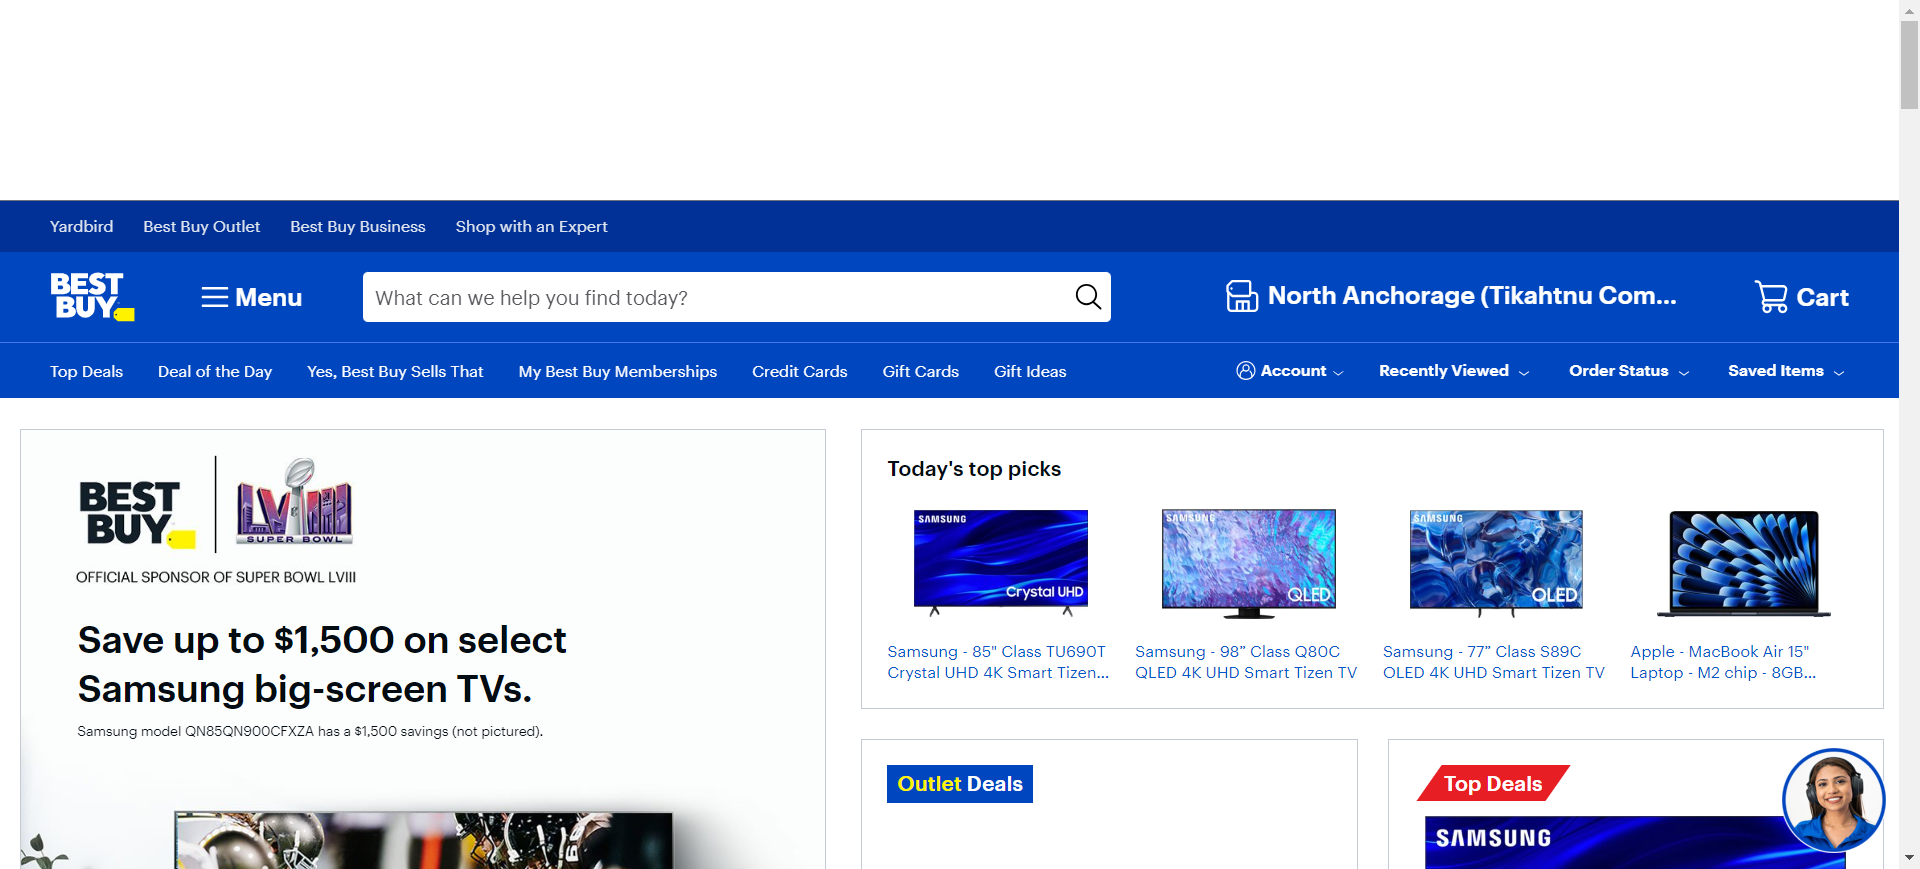 Yardbird
Best Buy Outlet
Best Buy Business
Shop with an Expert
BEST
BUY
Menu
What can we help you find today?
North Anchorage (Tikahtnu Com...
Cart
Top Deals
Deal of the Day
Yes, Best Buy Sells That
My Best Buy Memberships
Credit Cards
Gift Cards
Gift Ideas
Account
Recently Viewed
Order Status
Saved Items
BEST
BUY
LVIII
SUPER BOWL
OFFICIAL SPONSOR OF SUPER BOWL LVIII
Save up to $1,500 on select
Samsung big-screen TVs.
Samsung model QN85QN900CFXZA has a $1,500 savings (not pictured).
Today's top picks
SAMSUNG
Crystal UHD
Samsung - 85" Class TU690T
Crystal UHD 4K Smart Tizen...
SAMSUNG
QLED
Samsung - 98” Class Q80C
QLED 4K UHD Smart Tizen TV
SAMSUNG
OLED
Samsung - 77” Class S89C
OLED 4K UHD Smart Tizen TV
Apple - MacBook Air 15"
Laptop - M2 chip - 8GB...
Outlet Deals
Top Deals
SAMSUNG